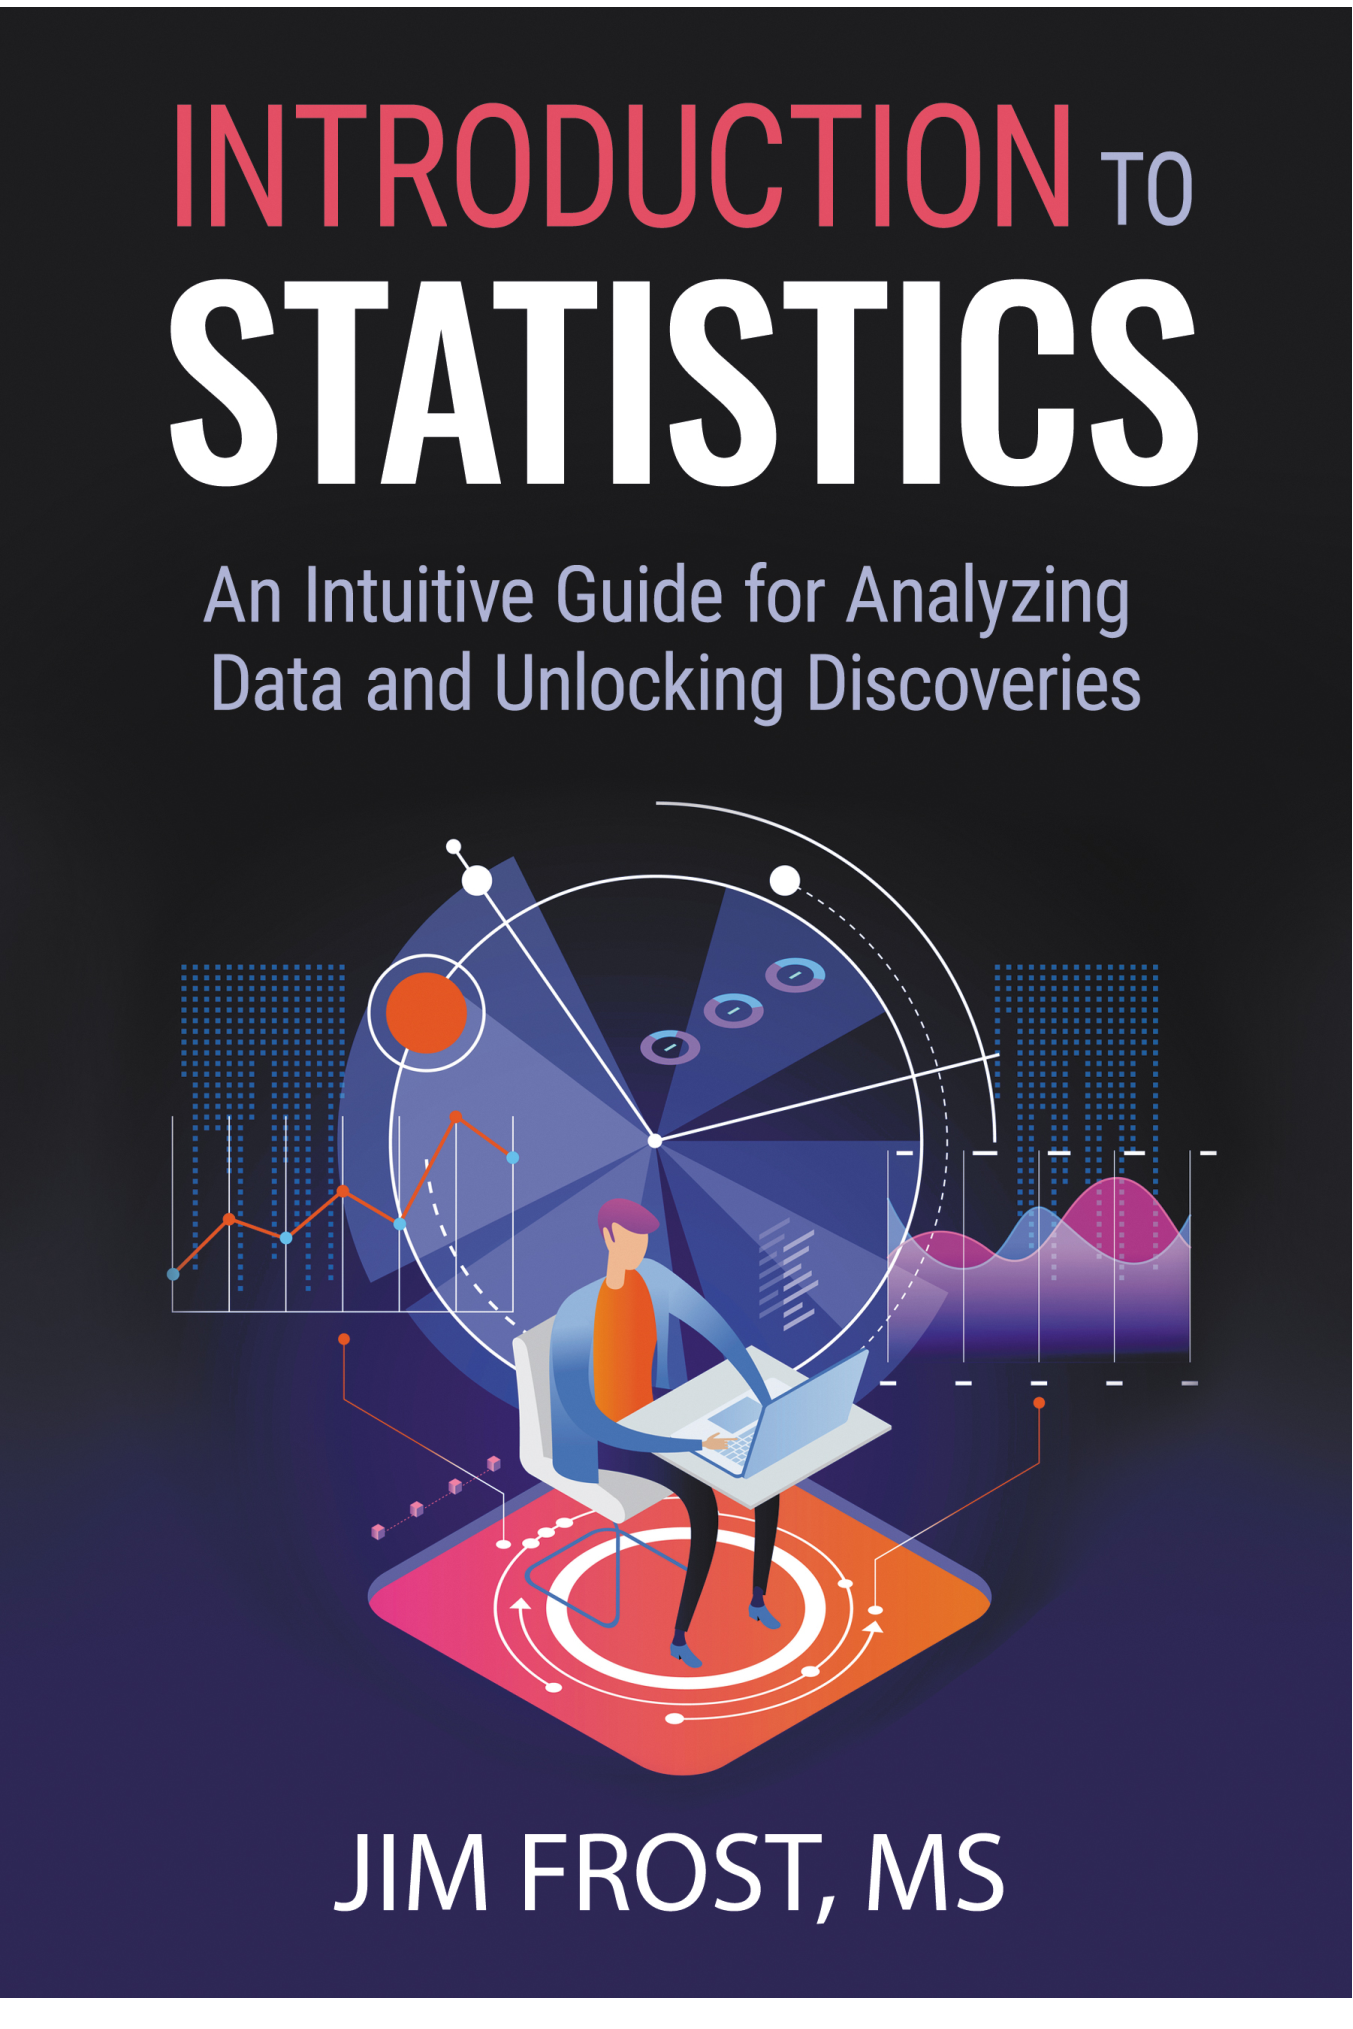 INTRODUCTION TO
STATISTICS
An Intuitive Guide for Analyzing
Data and Unlocking Discoveries
JIM FROST, MS